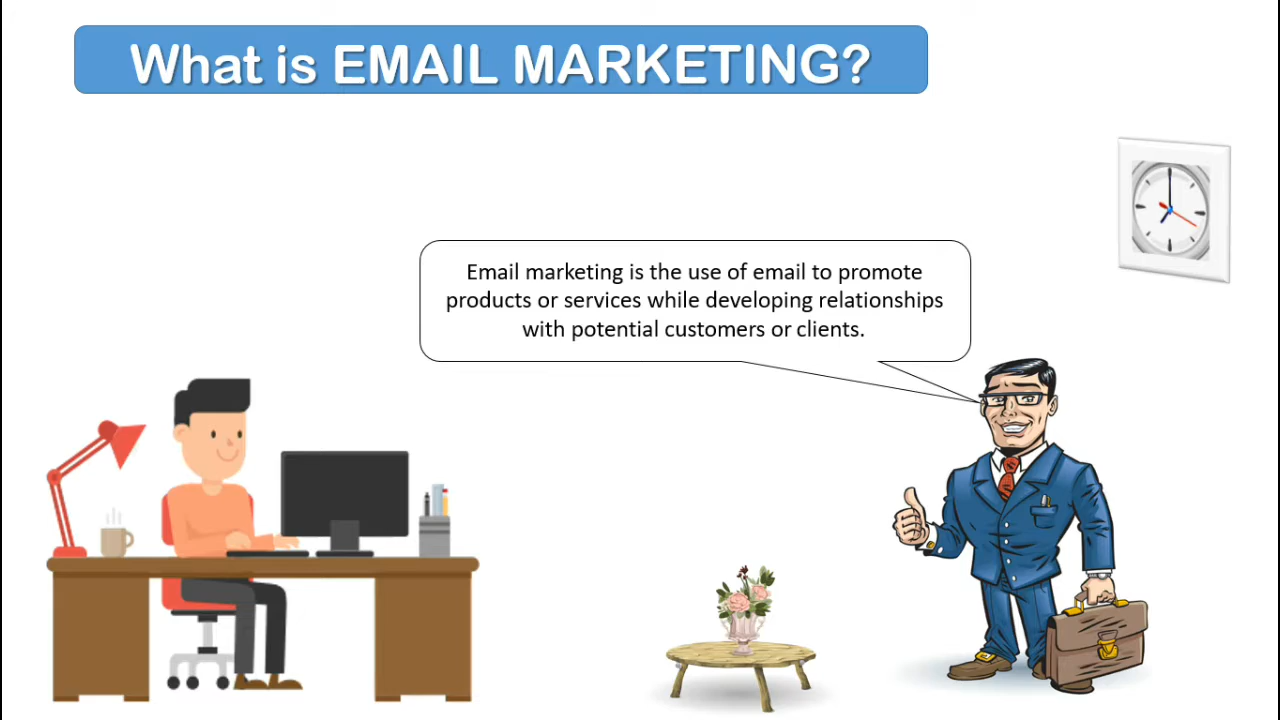 What is EMAIL MARKETING?
Email marketing is the use of email to promote
products or services while developing relationships
with potential customers or clients.